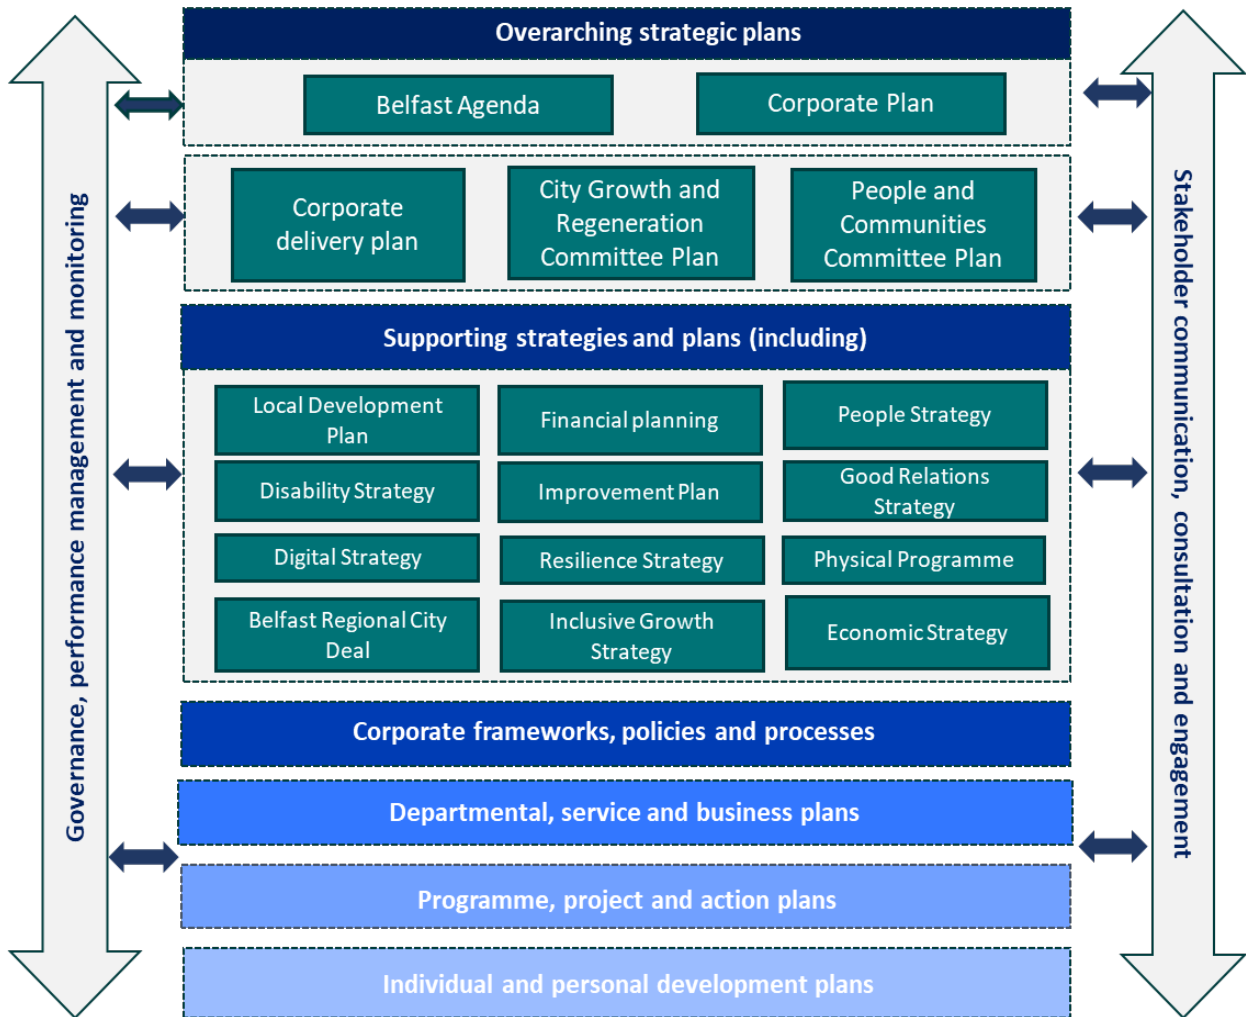 Overarching strategic plans
Belfast Agenda
Corporate Plan
Corporate
delivery plan
City Growth and
Regeneration
Committee Plan
People and
Communities
Committee Plan
Supporting strategies and plans (including)
Local Development
Plan
Financial planning
People Strategy
Disability Strategy
Improvement Plan
Good Relations
Strategy
Digital Strategy
Resilience Strategy
Physical Programme
Belfast Regional City
Deal
Inclusive Growth
Strategy
Economic Strategy
Corporate frameworks, policies and processes
Departmental, service and business plans
Programme, project and action plans
Individual and personal development plans
Governance, performance management and monitoring
Stakeholder communication, consultation and engagement